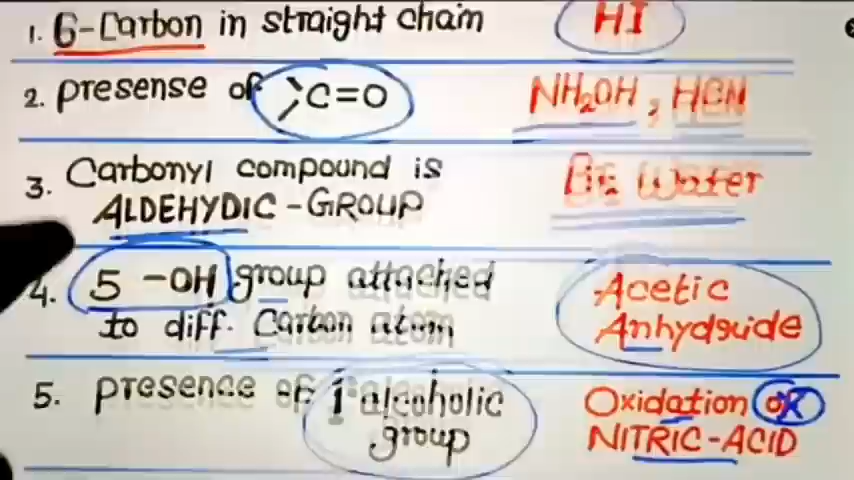 1. 6-Carbon in straight chain HI
2. presense of >C=O NH2OH, HCN
3. Carbonyl compound is Br2 Water
ALDEHYDIC-GROUP
4. 5 -OH group attached Acetic
to diff. Carbon atom Anhydride
5. presence of 1° alcoholic Oxidation of
group NITRIC-ACID